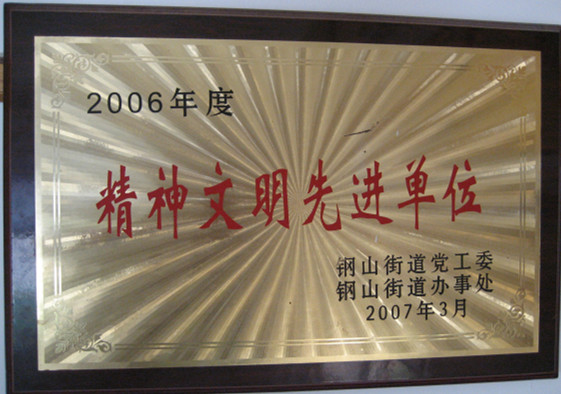 2006年度
精神文明先进单位
钢山街道党工委
钢山街道办事处
2007年3月